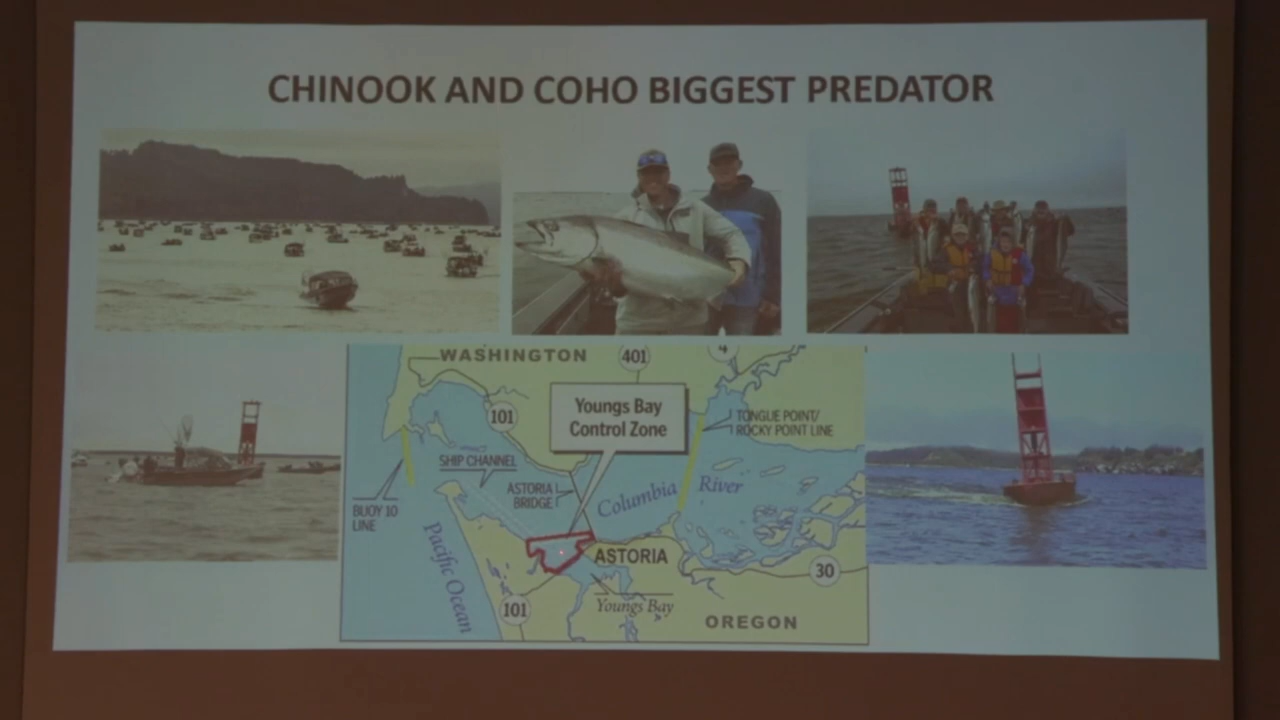 CHINOOK AND COHO BIGGEST PREDATOR
WASHINGTON
401
4
101
Youngs Bay
Control Zone
TONGUE POINT/
ROCKY POINT LINE
SHIP CHANNEL
ASTORIA
BRIDGE
Columbia River
BUOY 10
LINE
Pacific Ocean
ASTORIA
30
101
Youngs Bay
OREGON